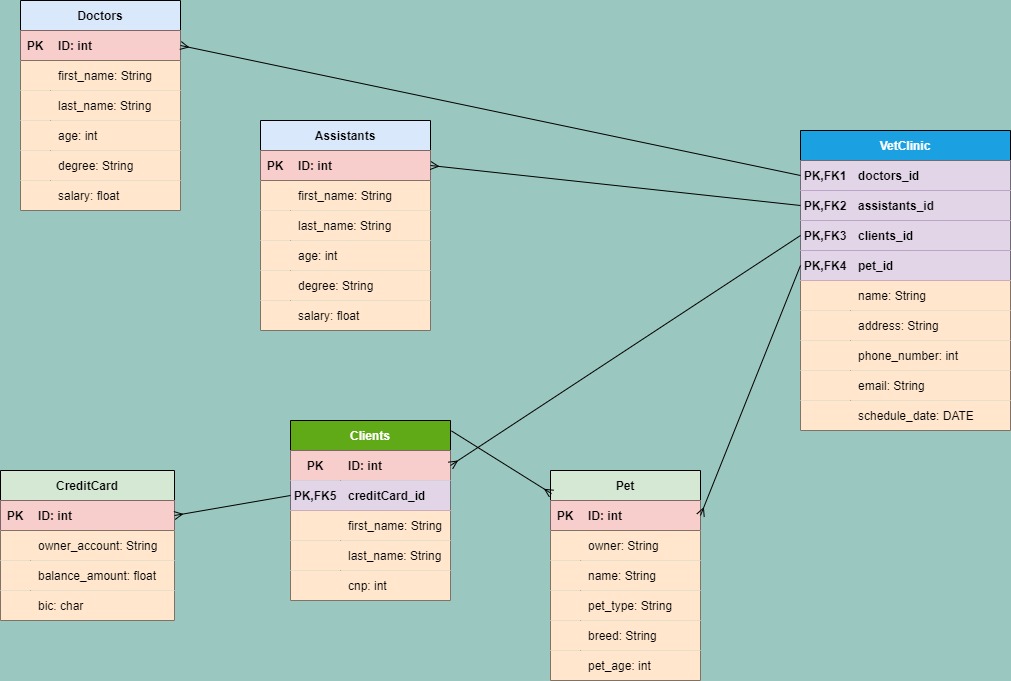 Doctors
PK ID: int
first_name: String
last_name: String
age: int
degree: String
salary: float
Assistants
PK ID: int
first_name: String
last_name: String
age: int
degree: String
salary: float
VetClinic
PK,FK1 doctors_id
PK,FK2 assistants_id
PK,FK3 clients_id
PK,FK4 pet_id
name: String
address: String
phone_number: int
email: String
schedule_date: DATE
Clients
PK ID: int
PK,FK5 creditCard_id
first_name: String
last_name: String
cnp: int
CreditCard
PK ID: int
owner_account: String
balance_amount: float
bic: char
Pet
PK ID: int
owner: String
name: String
pet_type: String
breed: String
pet_age: int